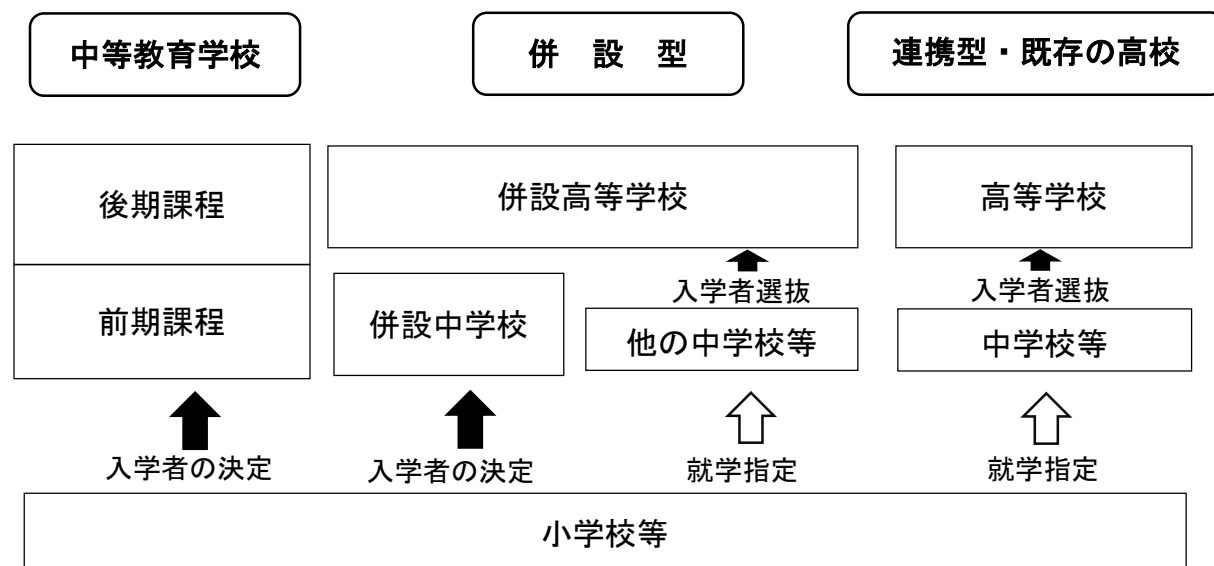 中等教育学校
併 設 型
連携型・既存の高校
後期課程
併設高等学校
高等学校
前期課程
併設中学校
入学者選抜
他の中学校等
入学者選抜
中学校等
入学者の決定
入学者の決定
就学指定
就学指定
小学校等